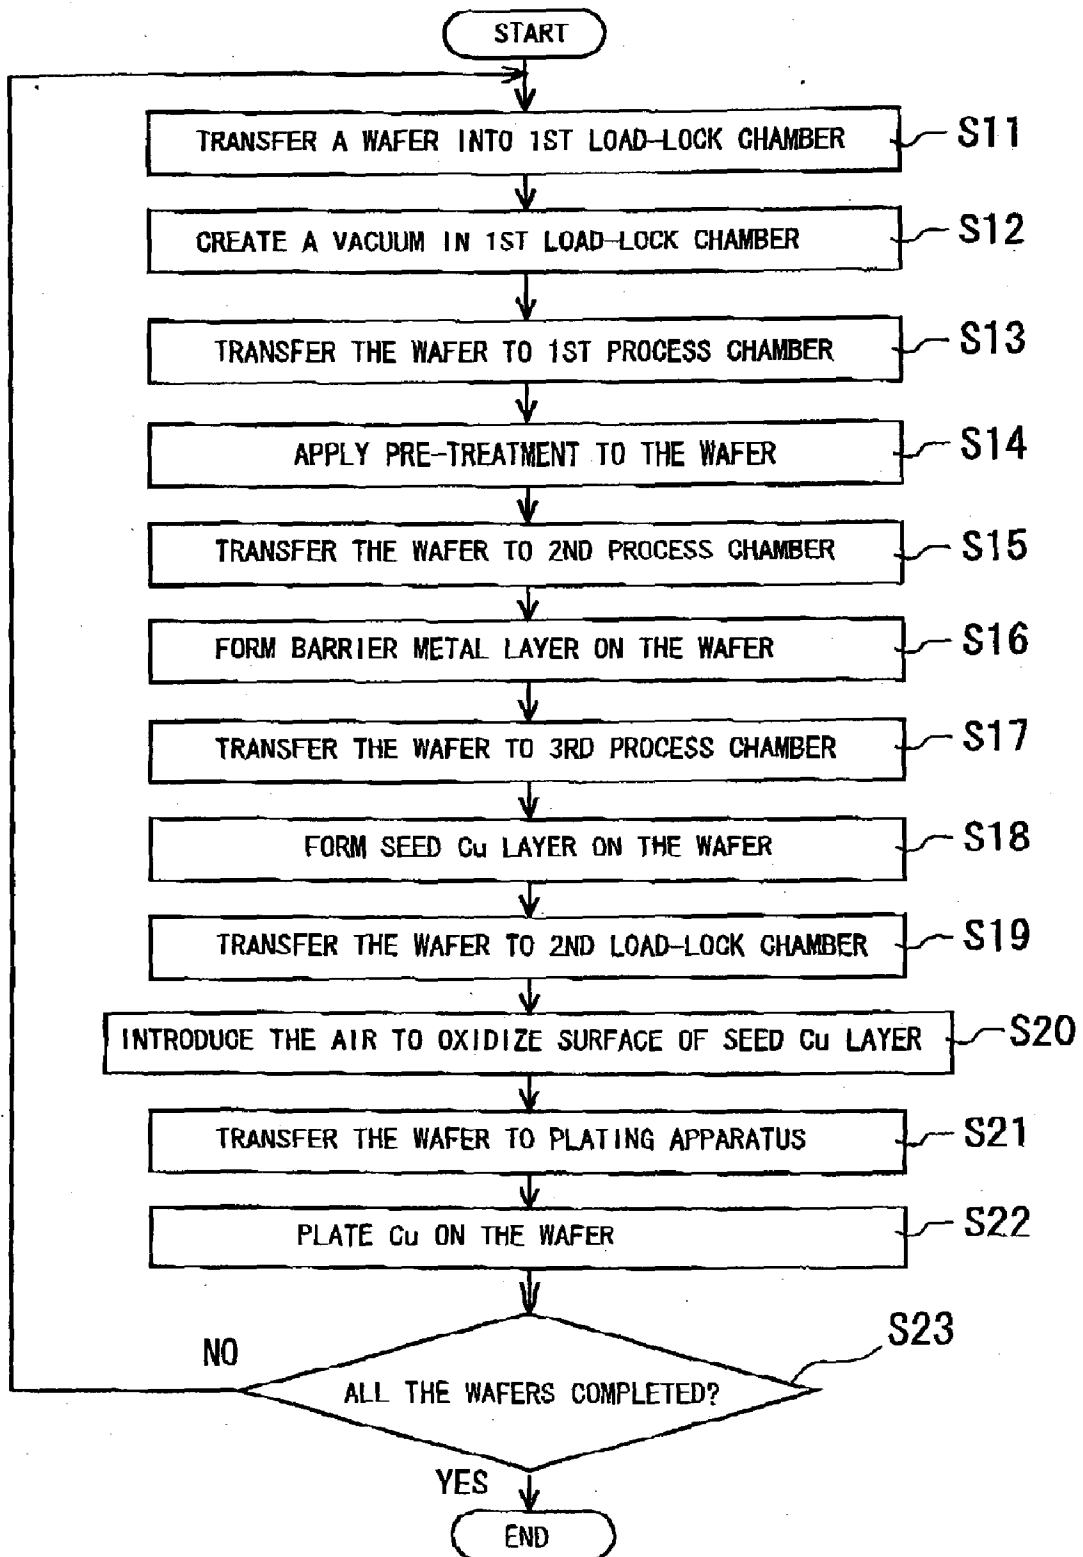 START
TRANSFER A WAFER INTO 1ST LOAD-LOCK CHAMBER
S11
CREATE A VACUUM IN 1ST LOAD-LOCK CHAMBER
S12
TRANSFER THE WAFER TO 1ST PROCESS CHAMBER
S13
APPLY PRE-TREATMENT TO THE WAFER
S14
TRANSFER THE WAFER TO 2ND PROCESS CHAMBER
S15
FORM BARRIER METAL LAYER ON THE WAFER
S16
TRANSFER THE WAFER TO 3RD PROCESS CHAMBER
S17
FORM SEED Cu LAYER ON THE WAFER
S18
TRANSFER THE WAFER TO 2ND LOAD-LOCK CHAMBER
S19
INTRODUCE THE AIR TO OXIDIZE SURFACE OF SEED Cu LAYER
S20
TRANSFER THE WAFER TO PLATING APPARATUS
S21
PLATE Cu ON THE WAFER
S22
S23
NO
ALL THE WAFERS COMPLETED?
YES
END